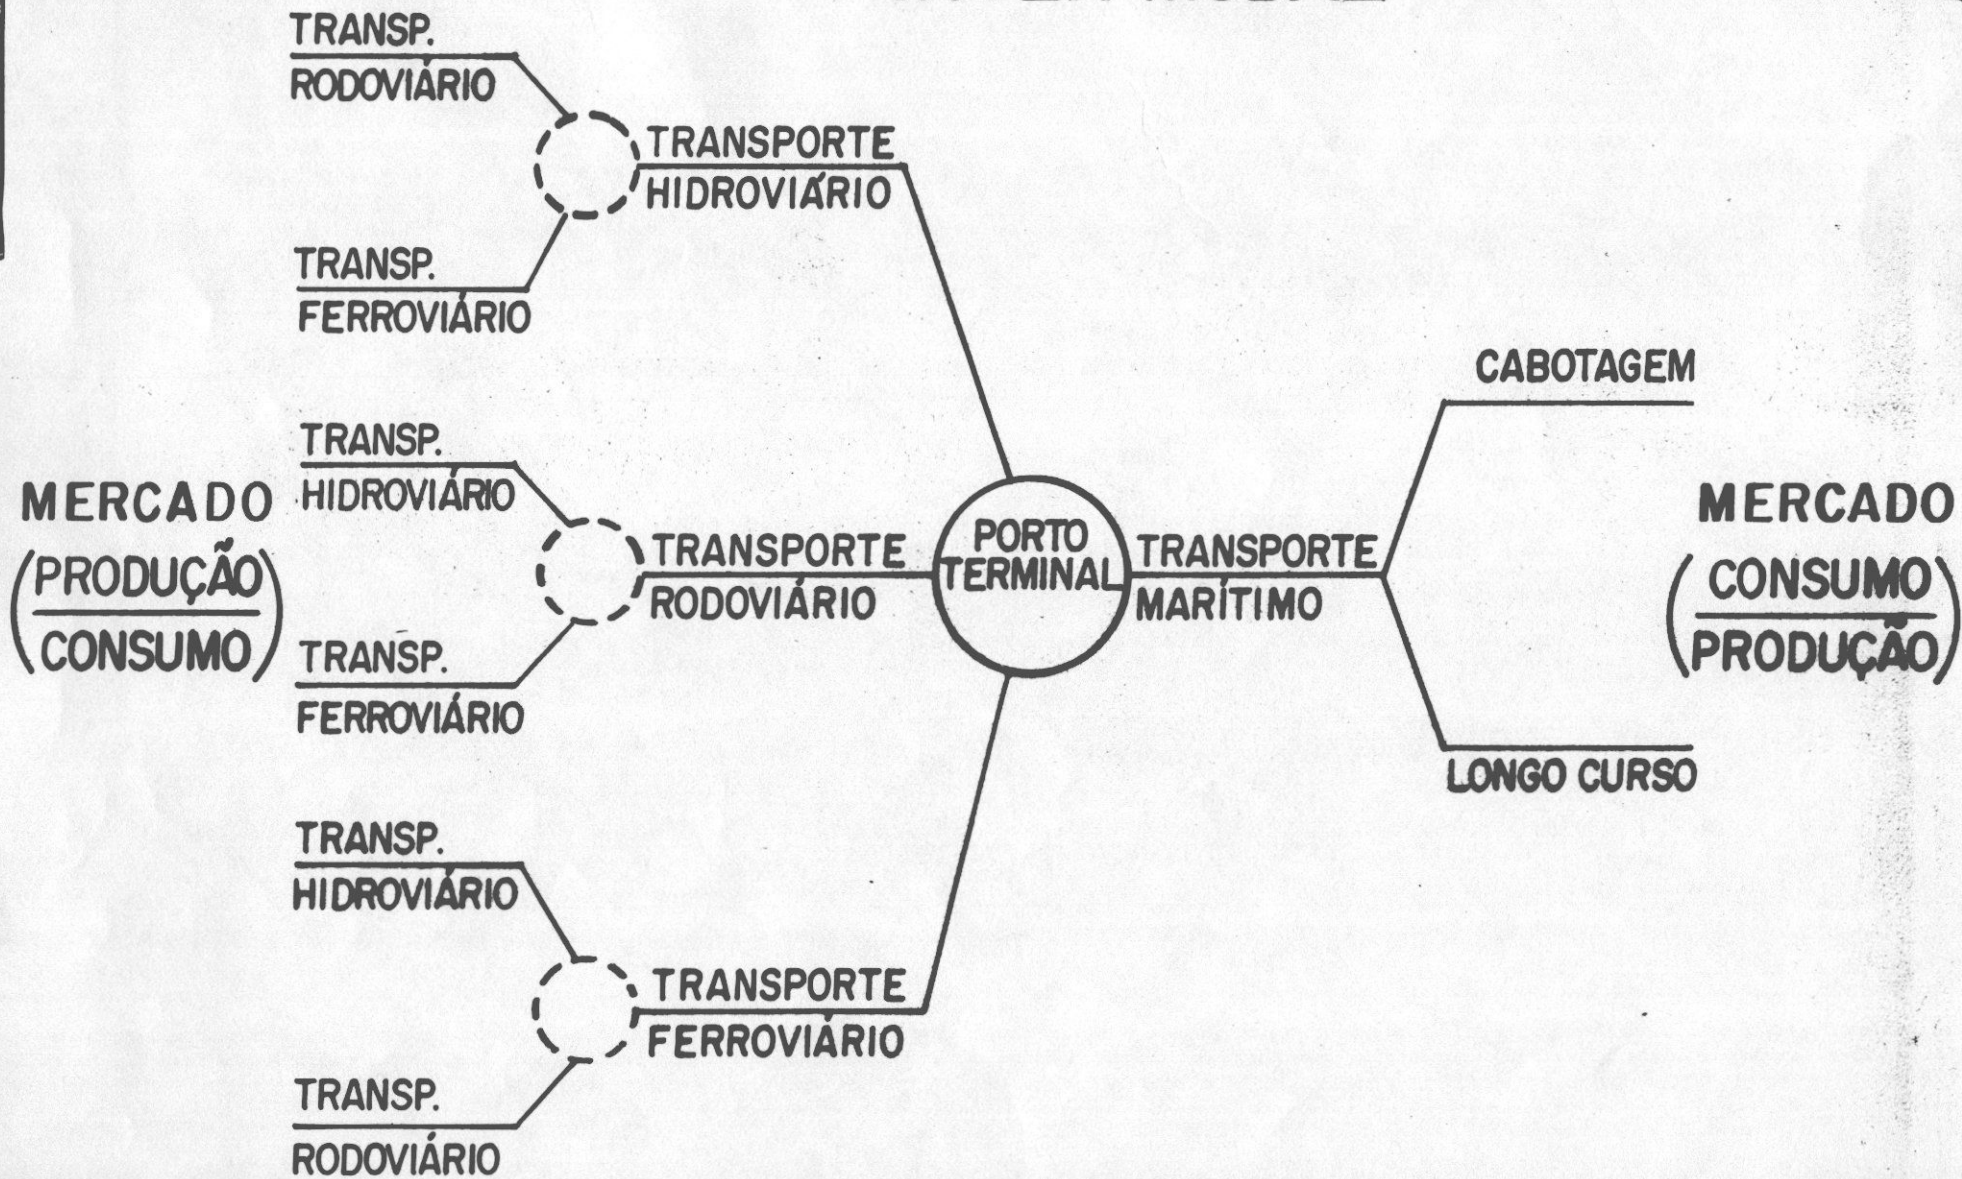 TRANSP.
RODOVIÁRIO
TRANSPORTE
HIDROVIÁRIO
TRANSP.
FERROVIÁRIO
MERCADO
(PRODUÇÃO
CONSUMO)
TRANSP.
HIDROVIÁRIO
TRANSPORTE
RODOVIÁRIO
TRANSP.
FERROVIÁRIO
TRANSP.
HIDROVIÁRIO
TRANSPORTE
FERROVIÁRIO
TRANSP.
RODOVIÁRIO
PORTO
TERMINAL
TRANSPORTE
MARÍTIMO
CABOTAGEM
LONGO CURSO
MERCADO
(CONSUMO
PRODUÇÃO)